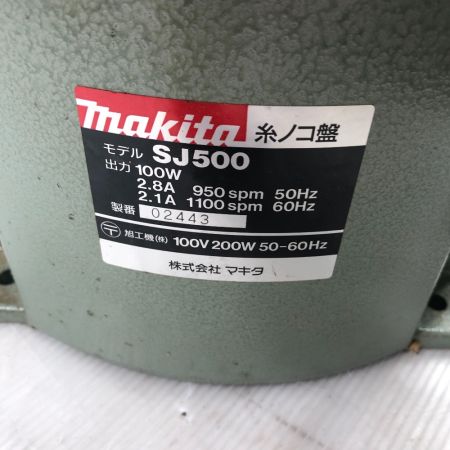 makita 糸ノコ盤
モデル SJ500
出力 100W
2.8A 950 spm 50Hz
2.1A 1100 spm 60Hz
製番 02443
〒 旭工機(株) 100V 200W 50-60Hz
株式会社 マキタ